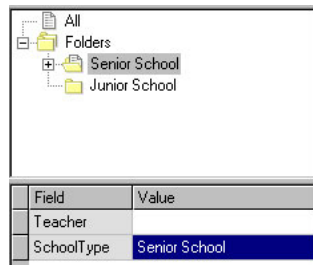 All
Folders
Senior School
Junior School
Field Value
Teacher
SchoolType Senior School